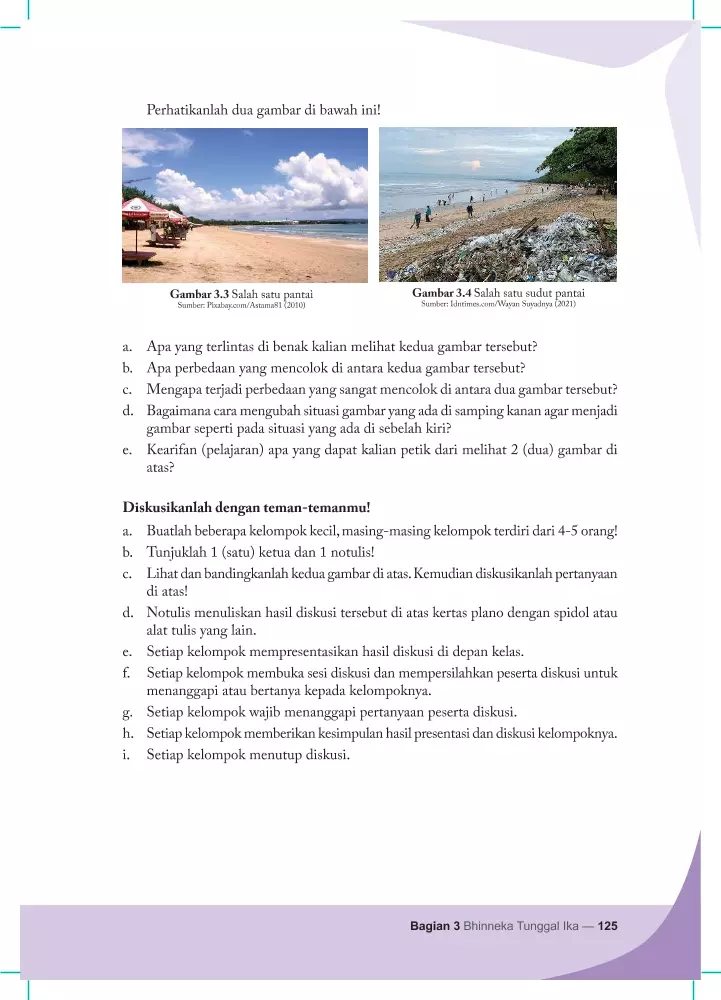 Perhatikanlah dua gambar di bawah ini!
Gambar 3.3 Salah satu pantai
Sumber: Pixabay.com/Astama81 (2010)
Gambar 3.4 Salah satu sudut pantai
Sumber: Idntimes.com/Wayan Suyadnya (2021)
a. Apa yang terlintas di benak kalian melihat kedua gambar tersebut?
b. Apa perbedaan yang mencolok di antara kedua gambar tersebut?
c. Mengapa terjadi perbedaan yang sangat mencolok di antara dua gambar tersebut?
d. Bagaimana cara mengubah situasi gambar yang ada di samping kanan agar menjadi
gambar seperti pada situasi yang ada di sebelah kiri?
e. Kearifan (pelajaran) apa yang dapat kalian petik dari melihat 2 (dua) gambar di
atas?
Diskusikanlah dengan teman-temanmu!
a. Buatlah beberapa kelompok kecil, masing-masing kelompok terdiri dari 4-5 orang!
b. Tunjuklah 1 (satu) ketua dan 1 notulis!
c. Lihat dan bandingkanlah kedua gambar di atas. Kemudian diskusikanlah pertanyaan
di atas!
d. Notulis menuliskan hasil diskusi tersebut di atas kertas plano dengan spidol atau
alat tulis yang lain.
e. Setiap kelompok mempresentasikan hasil diskusi di depan kelas.
f. Setiap kelompok membuka sesi diskusi dan mempersilahkan peserta diskusi untuk
menanggapi atau bertanya kepada kelompoknya.
g. Setiap kelompok wajib menanggapi pertanyaan peserta diskusi.
h. Setiap kelompok memberikan kesimpulan hasil presentasi dan diskusi kelompoknya.
i. Setiap kelompok menutup diskusi.
Bagian 3 Bhinneka Tunggal Ika — 125